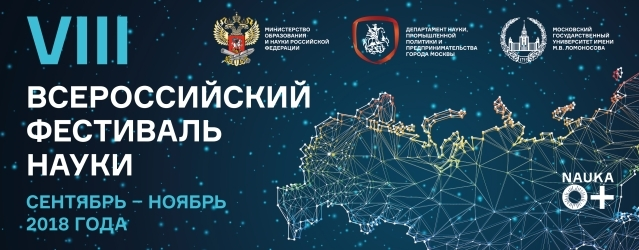 VIII
ВСЕРОССИЙСКИЙ
ФЕСТИВАЛЬ
НАУКИ
СЕНТЯБРЬ – НОЯБРЬ
2018 ГОДА
МИНИСТЕРСТВО
ОБРАЗОВАНИЯ
И НАУКИ РОССИЙСКОЙ
ФЕДЕРАЦИИ
ДЕПАРТАМЕНТ НАУКИ,
ПРОМЫШЛЕННОЙ
ПОЛИТИКИ И
ПРЕДПРИНИМАТЕЛЬСТВА
ГОРОДА МОСКВЫ
МОСКОВСКИЙ
ГОСУДАРСТВЕННЫЙ
УНИВЕРСИТЕТ ИМЕНИ
М.В. ЛОМОНОСОВА
NAUKA
0+